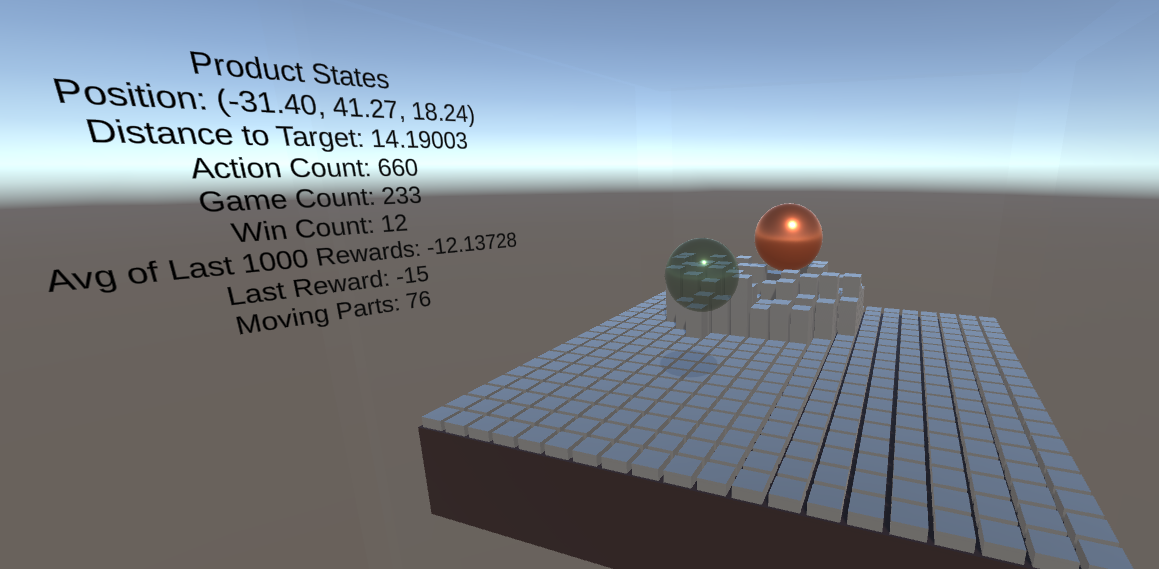 Product States
Position: (-31.40, 41.27, 18.24)
Distance to Target: 14.19003
Action Count: 660
Game Count: 233
Win Count: 12
Avg of Last 1000 Rewards: -12.13728
Last Reward: -15
Moving Parts: 76